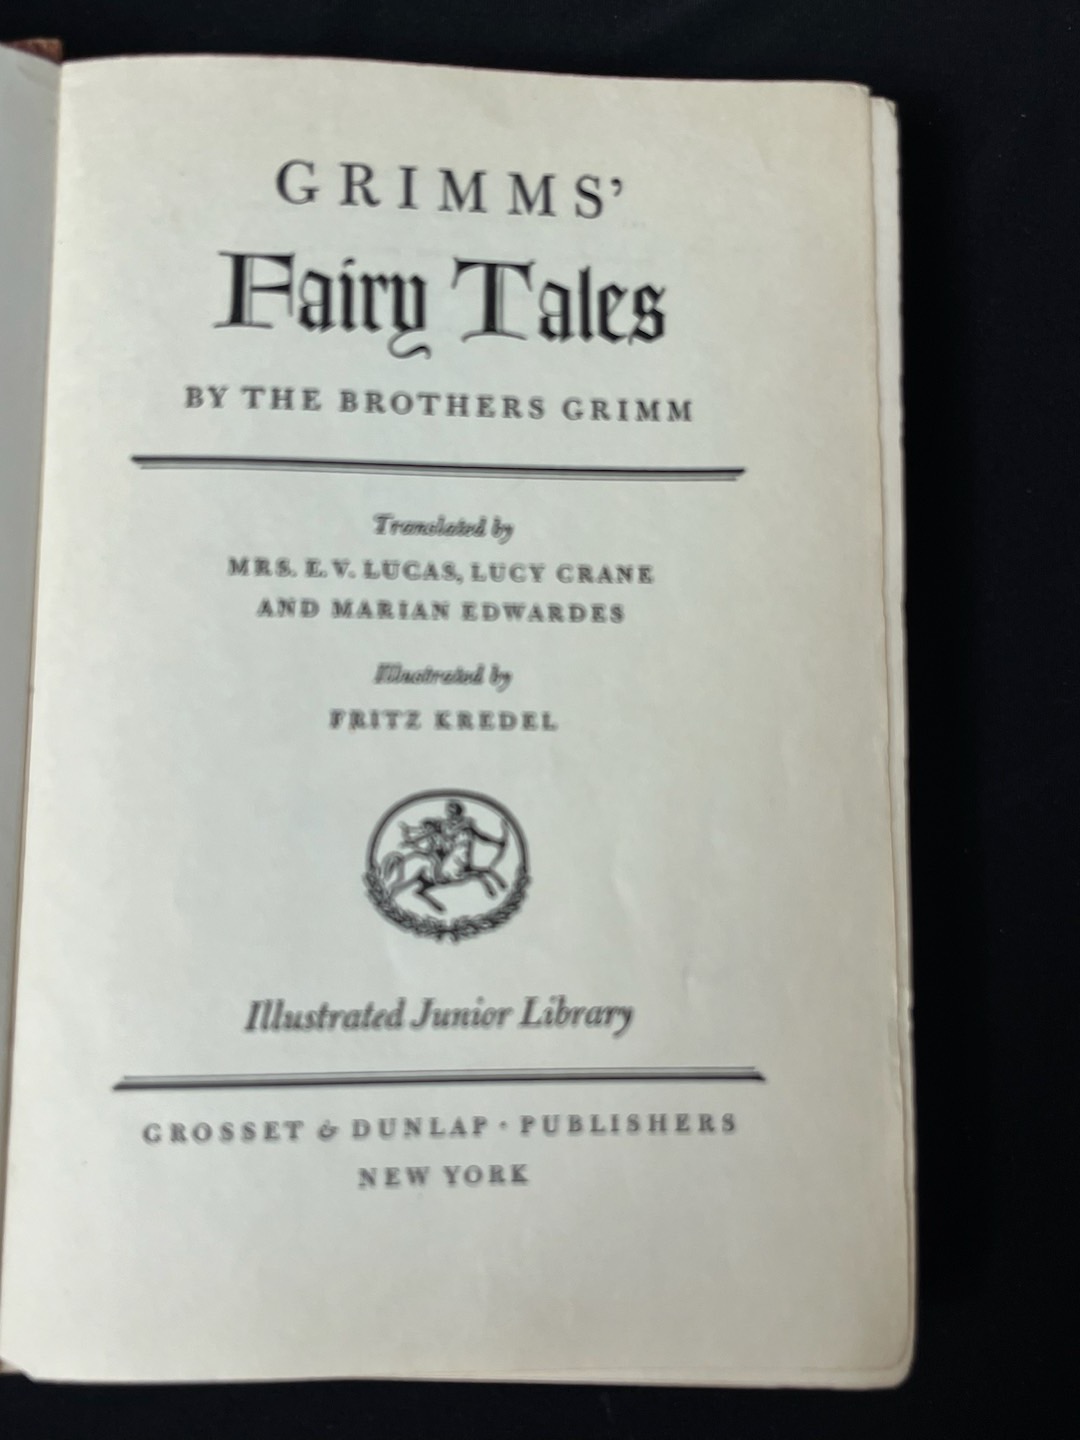 GRIMMS'
Fairy Tales
BY THE BROTHERS GRIMM
Translated by
MRS. E. V. LUCAS, LUCY CRANE
AND MARIAN EDWARDES
Illustrated by
FRITZ KREDEL
Illustrated Junior Library
GROSSET & DUNLAP · PUBLISHERS
NEW YORK